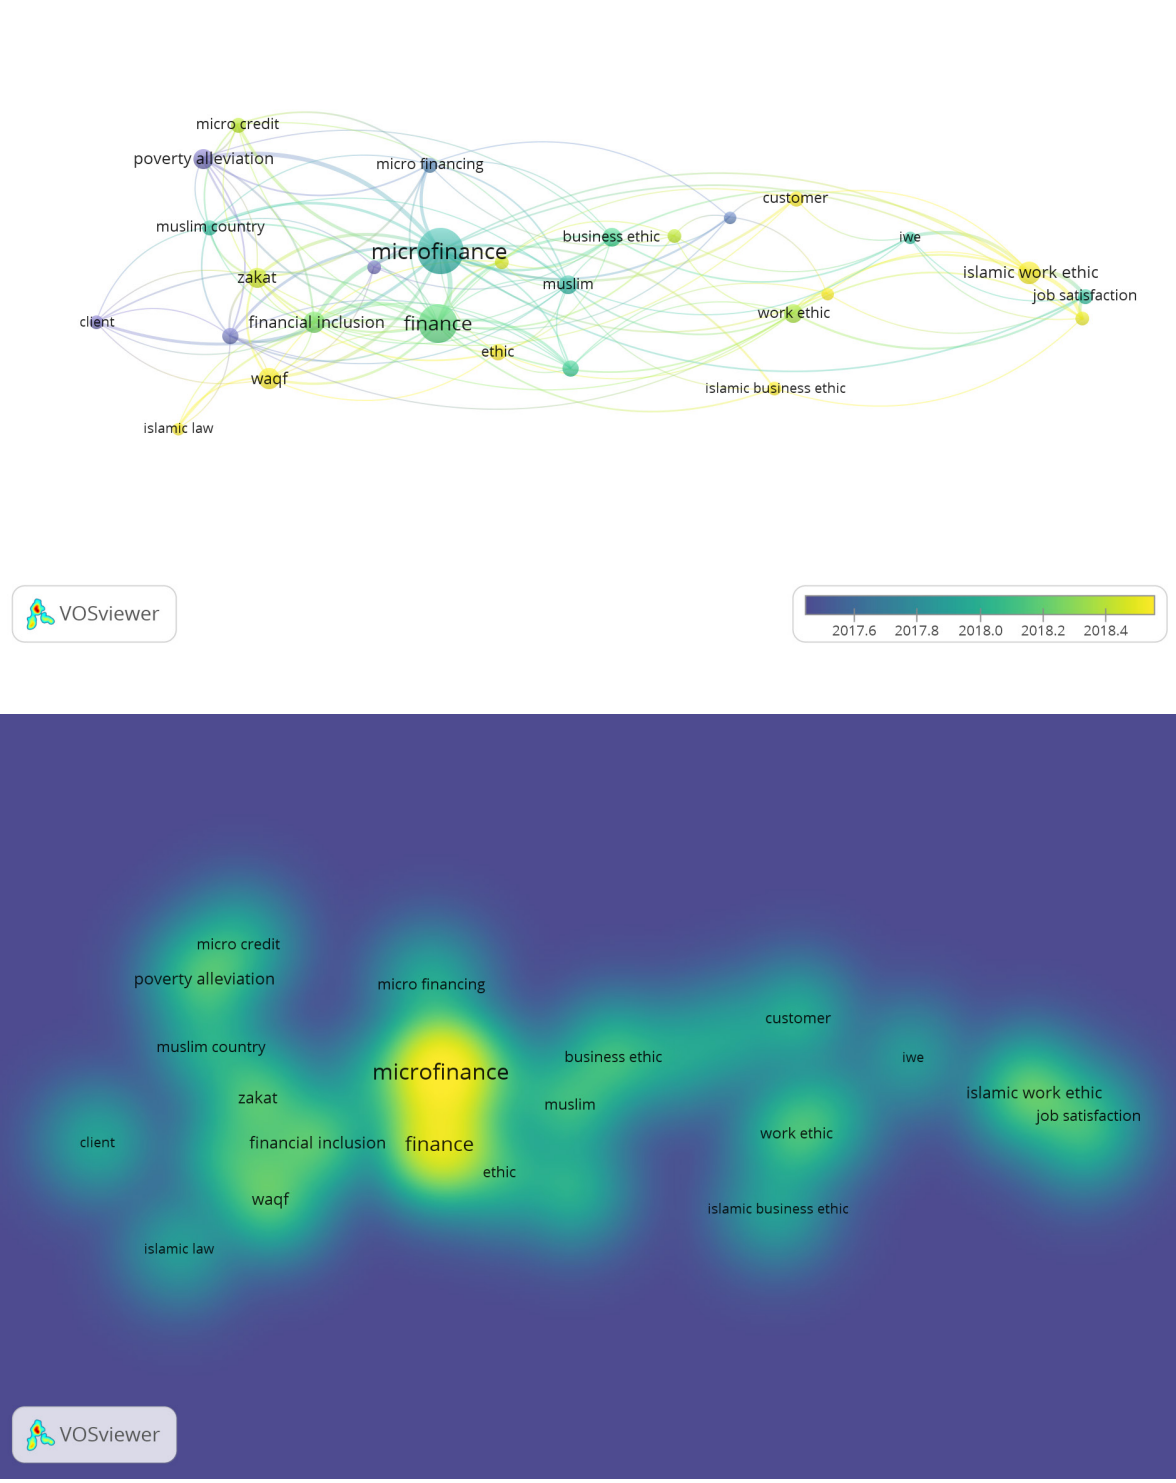 micro credit
poverty alleviation
micro financing
customer
muslim country
business ethic
iwe
microfinance
zakat
muslim
islamic work ethic
job satisfaction
client
financial inclusion
finance
work ethic
ethic
waqf
islamic business ethic
islamic law
VOSviewer
2017.6 2017.8 2018.0 2018.2 2018.4
micro credit
poverty alleviation
micro financing
customer
muslim country
business ethic
iwe
microfinance
zakat
muslim
islamic work ethic
job satisfaction
client
financial inclusion
finance
work ethic
ethic
waqf
islamic business ethic
islamic law
VOSviewer